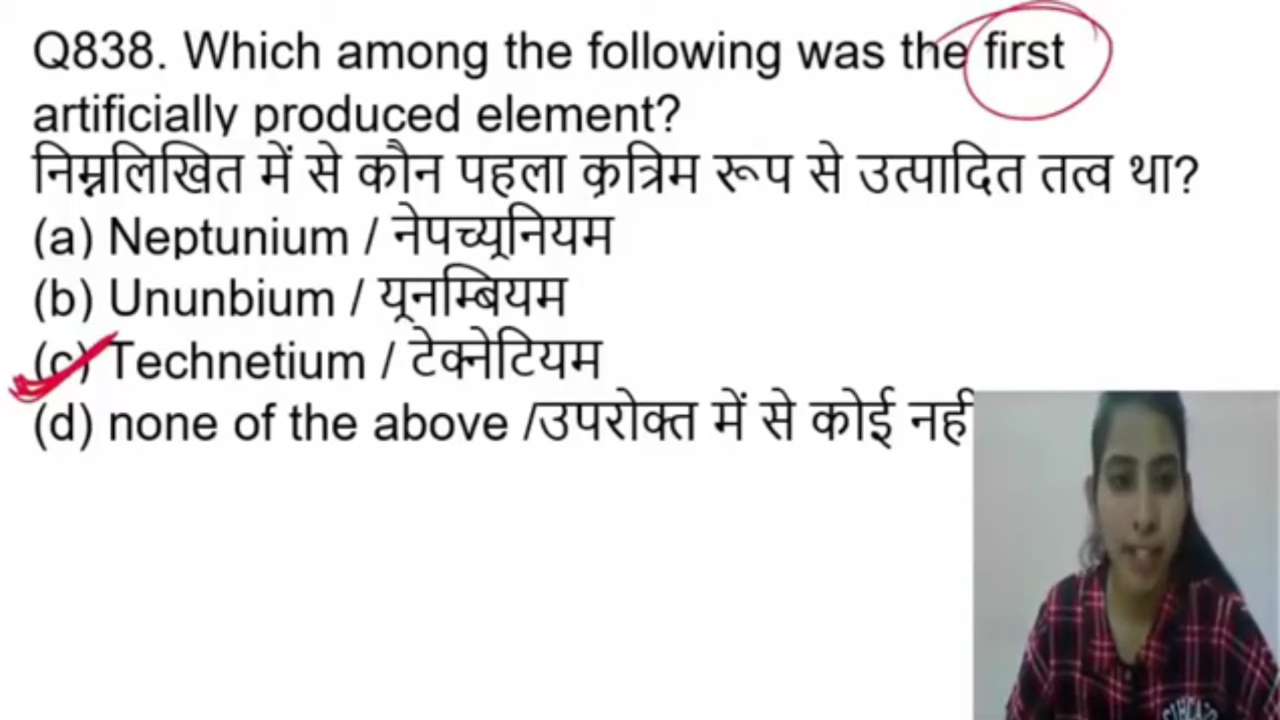 Q838. Which among the following was the first
artificially produced element?
निम्नलिखित में से कौन पहला कृत्रिम रूप से उत्पादित तत्व था?
(a) Neptunium / नेपच्यूनियम
(b) Ununbium / यूनम्बियम
(c) Technetium / टेक्नेटियम
(d) none of the above /उपरोक्त में से कोई नही